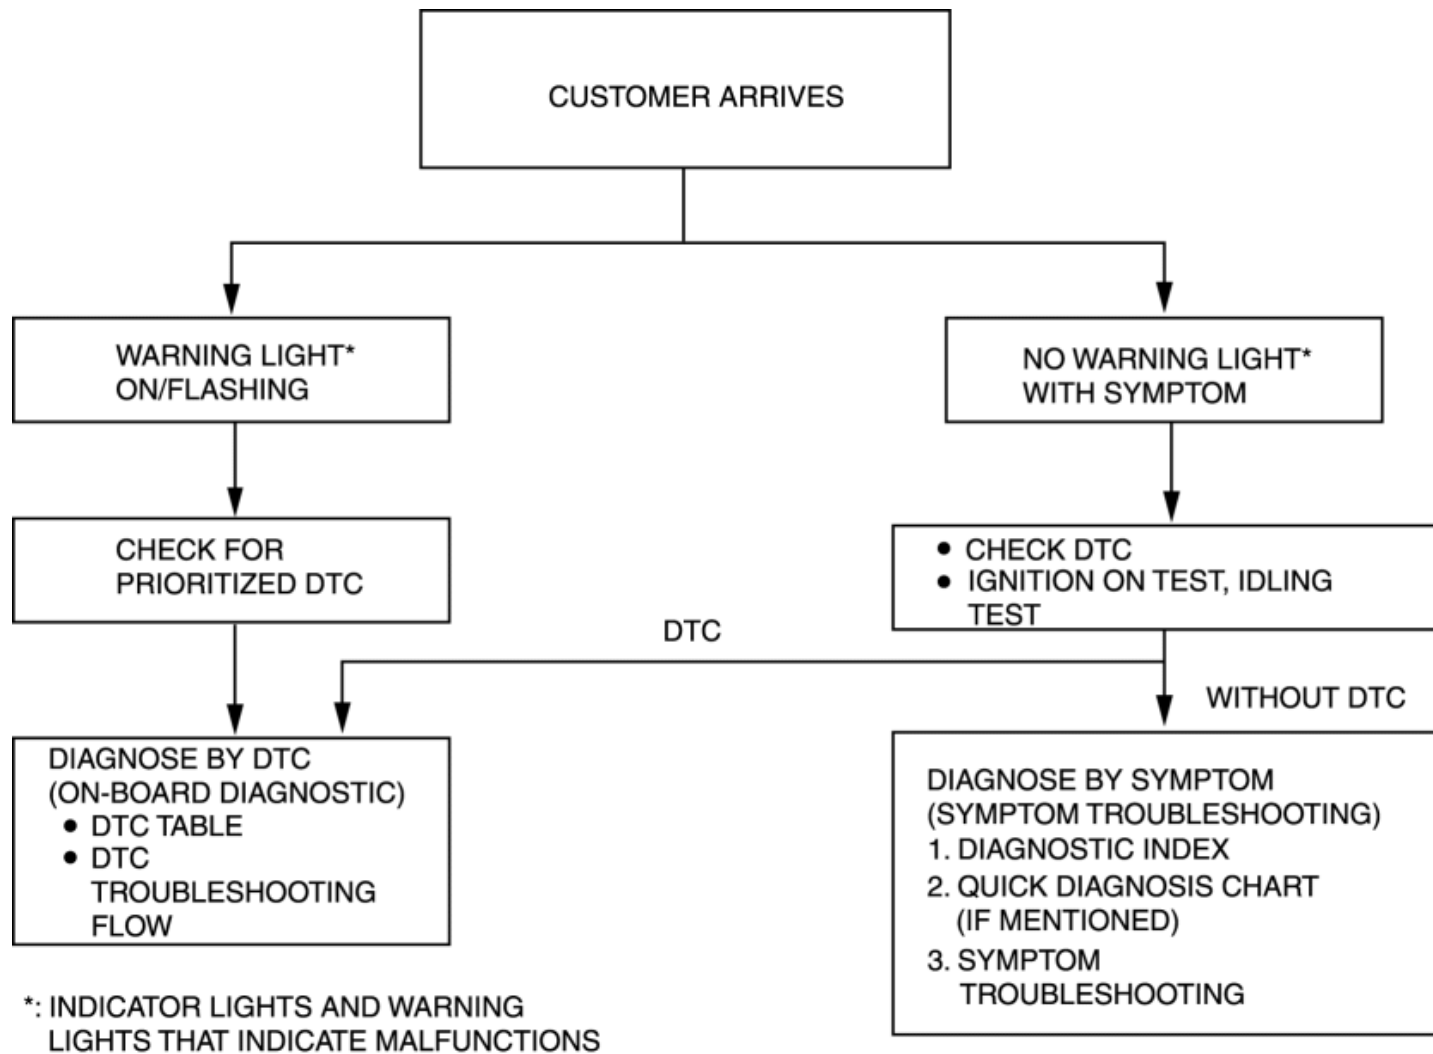 CUSTOMER ARRIVES
WARNING LIGHT*
ON/FLASHING
NO WARNING LIGHT*
WITH SYMPTOM
CHECK FOR
PRIORITIZED DTC
● CHECK DTC
● IGNITION ON TEST, IDLING
TEST
DTC
WITHOUT DTC
DIAGNOSE BY DTC
(ON-BOARD DIAGNOSTIC)
● DTC TABLE
● DTC
TROUBLESHOOTING
FLOW
DIAGNOSE BY SYMPTOM
(SYMPTOM TROUBLESHOOTING)
1. DIAGNOSTIC INDEX
2. QUICK DIAGNOSIS CHART
(IF MENTIONED)
3. SYMPTOM
TROUBLESHOOTING
*: INDICATOR LIGHTS AND WARNING
LIGHTS THAT INDICATE MALFUNCTIONS